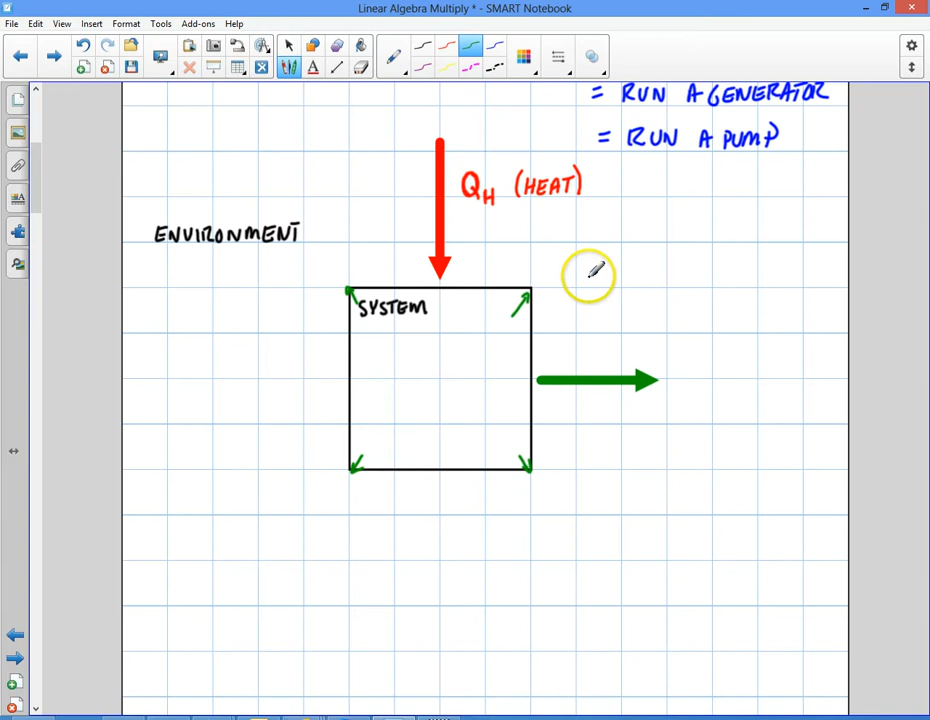 Linear Algebra Multiply * - SMART Notebook
File Edit View Insert Format Tools Add-ons Help
= RUN A GENERATOR
= RUN A PUMP
QH (HEAT)
ENVIRONMENT
SYSTEM